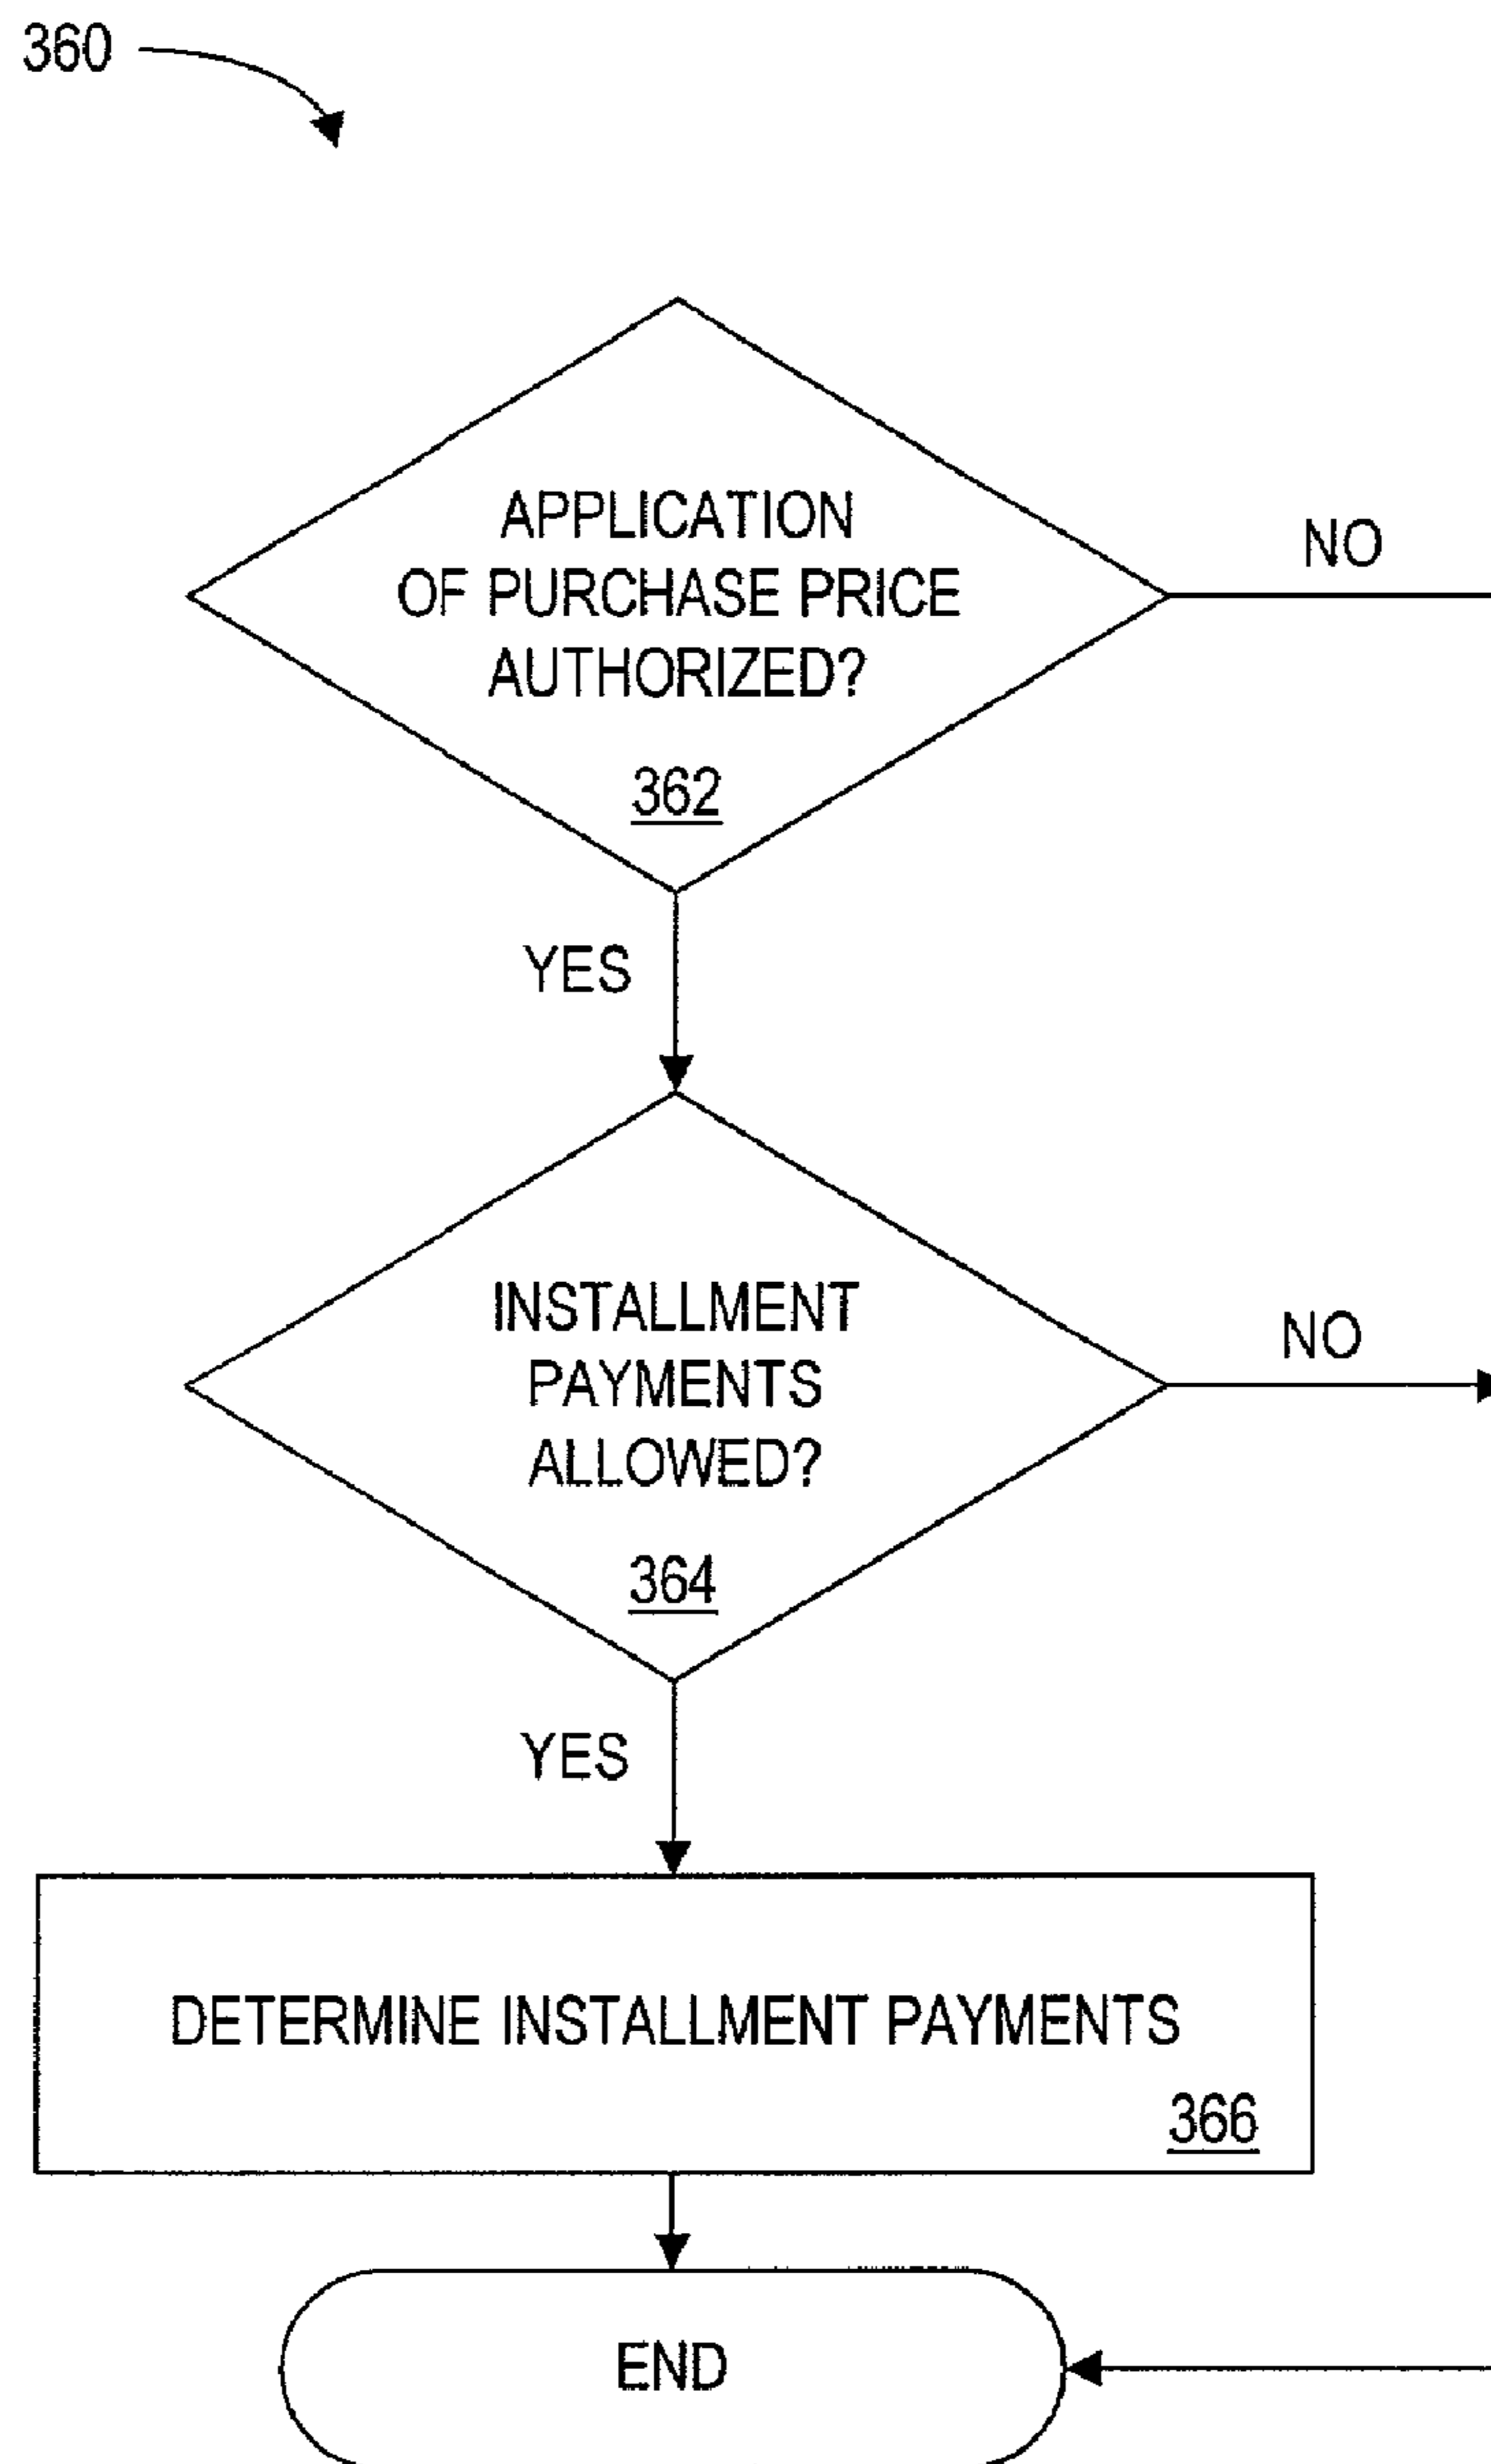 360
APPLICATION
OF PURCHASE PRICE
AUTHORIZED?
362
NO
YES
INSTALLMENT
PAYMENTS
ALLOWED?
364
NO
YES
DETERMINE INSTALLMENT PAYMENTS
366
END